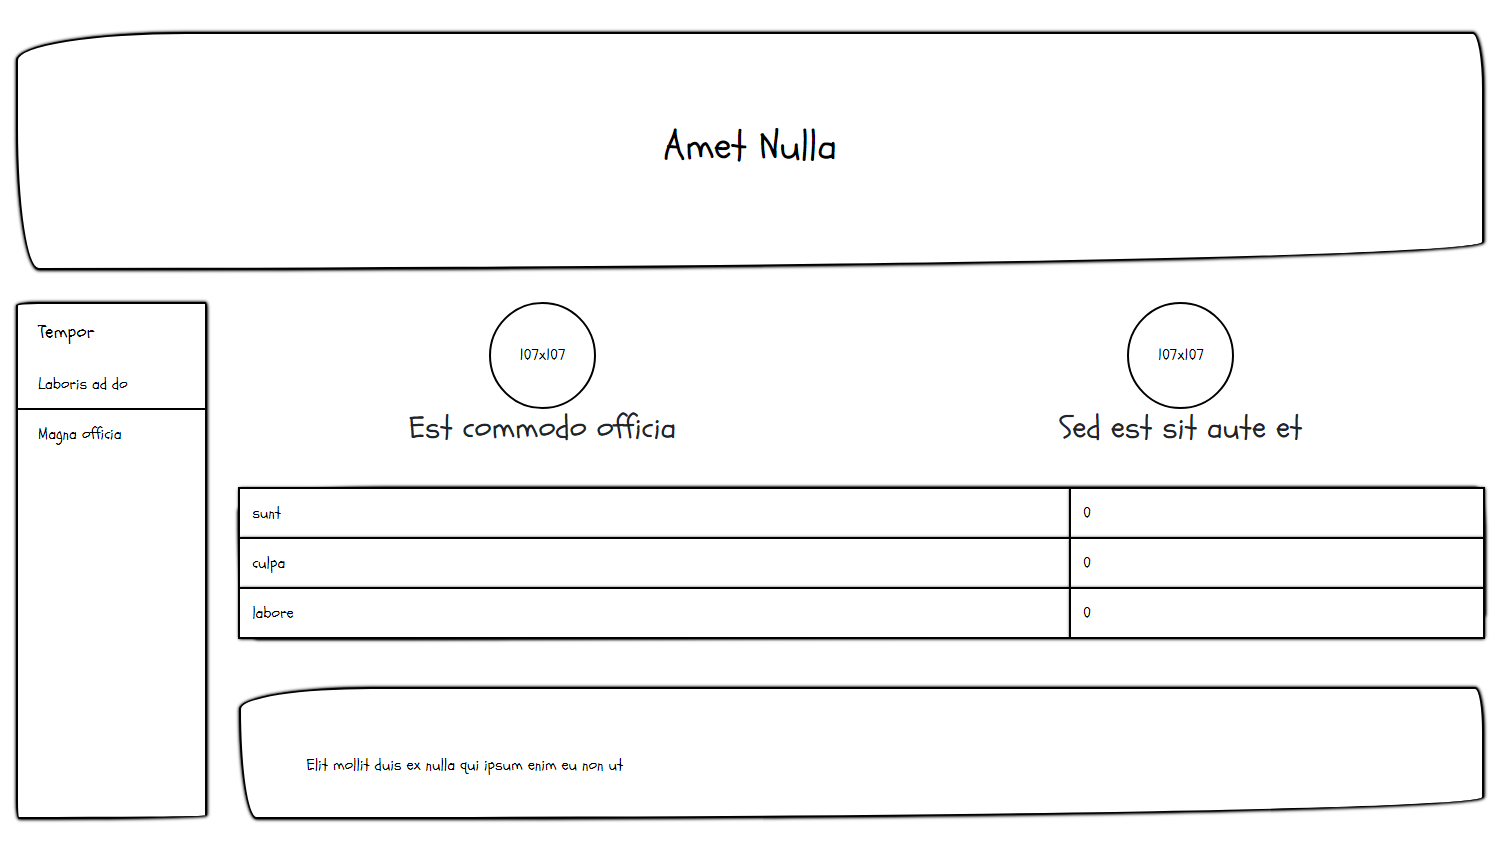 Amet Nulla
Tempor
Laboris ad do
Magna officia
107x107
Est commodo officia
107x107
Sed est sit aute et
sunt 0
culpa 0
labore 0
Elit mollit duis ex nulla qui ipsum enim eu non ut